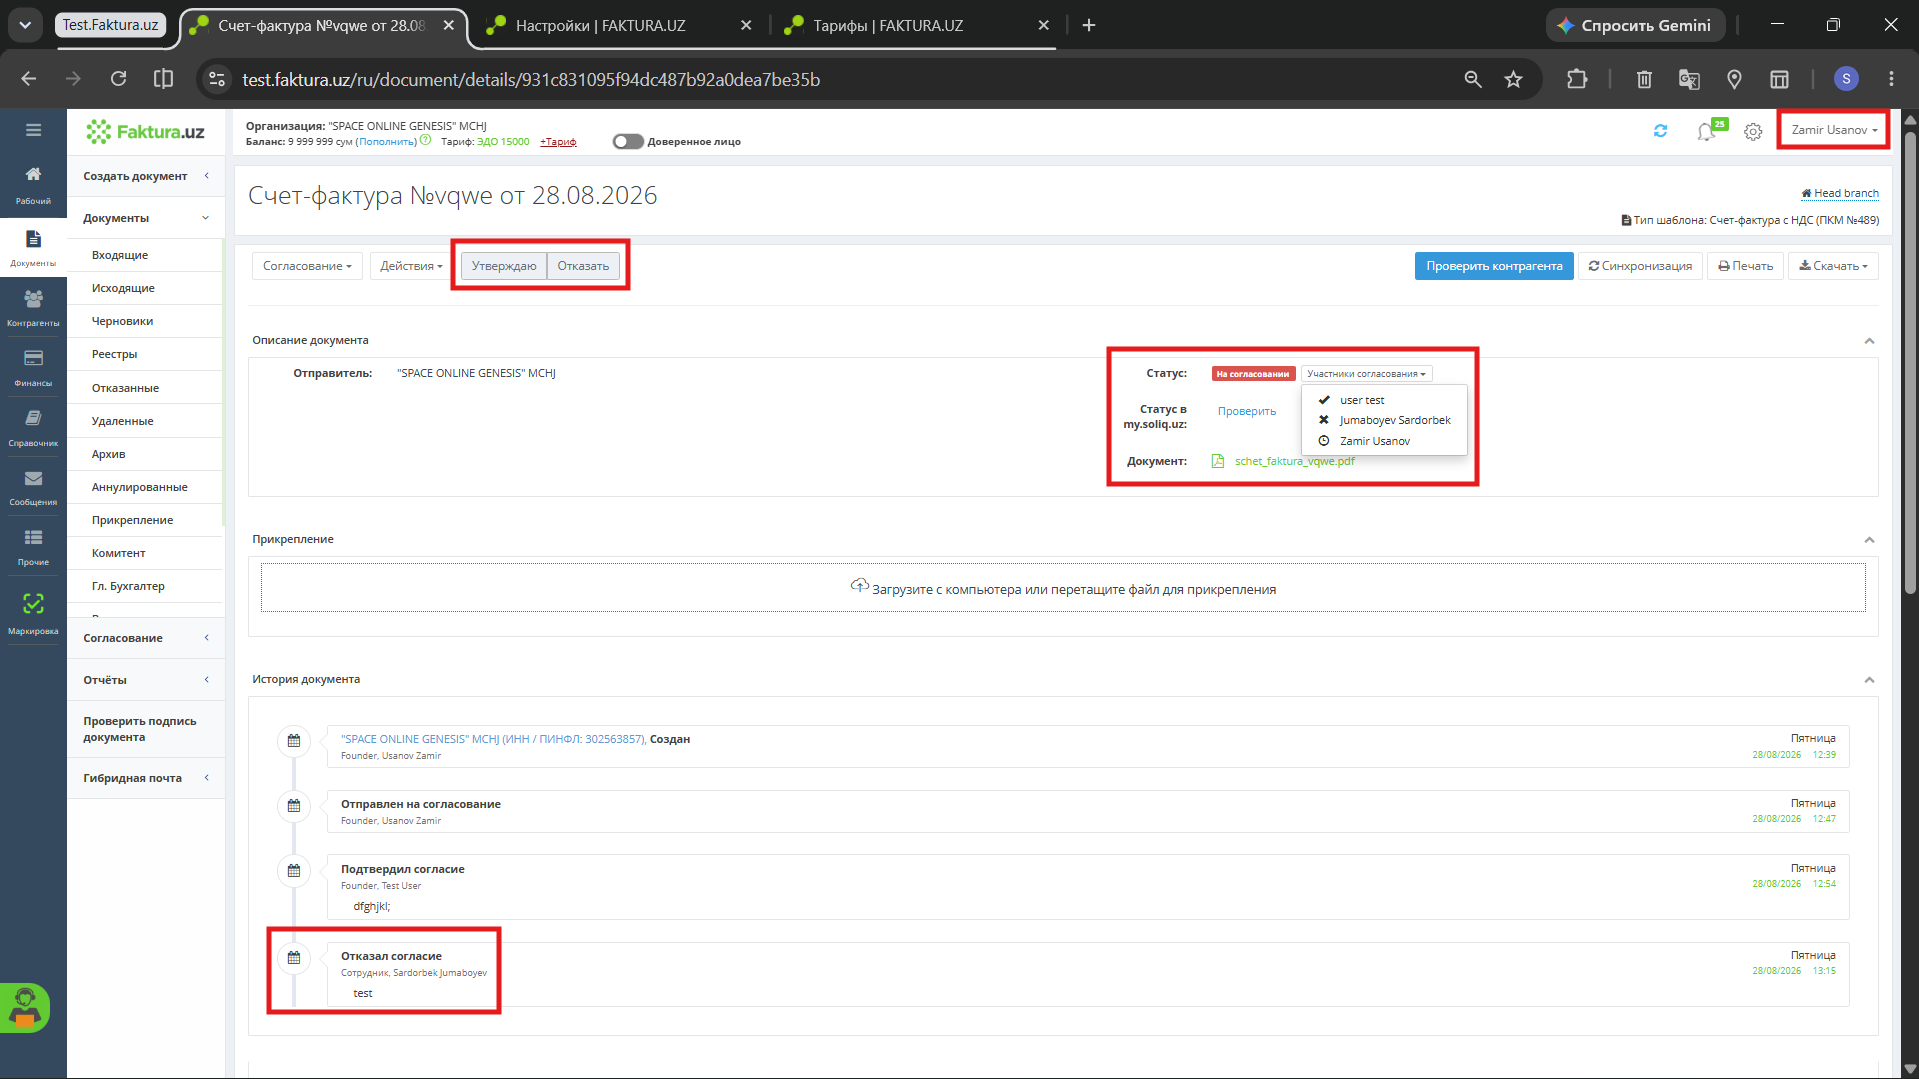 Test.Faktura.uz
Счет-фактура №vqwe от 28.08
Настройки | FAKTURA.UZ
Тарифы | FAKTURA.UZ
Спросить Gemini
test.faktura.uz/ru/document/details/931c831095f94dc487b92a0dea7be35b
S
Рабочий
Документы
Контрагенты
Финансы
Справочник
Сообщения
Прочие
Маркировка
Faktura.uz
Создать документ
Документы
Входящие
Исходящие
Черновики
Реестры
Отказанные
Удаленные
Архив
Аннулированные
Прикрепление
Комитент
Гл. Бухгалтер
Согласование
Отчёты
Проверить подпись
документа
Гибридная почта
Организация: "SPACE ONLINE GENESIS" MCHJ
Баланс: 9 999 999 сум (Пополнить) Тариф: ЭДО 15000 +Тариф
Доверенное лицо
25
Zamir Usanov
Счет-фактура №vqwe от 28.08.2026
Head branch
Тип шаблона: Счет-фактура с НДС (ПКМ №489)
Согласование
Действия
Утверждаю
Отказать
Проверить контрагента
Синхронизация
Печать
Скачать
Описание документа
Отправитель: "SPACE ONLINE GENESIS" MCHJ
Статус: На согласовании Участники согласования
user test
Jumaboyev Sardorbek
Zamir Usanov
Статус в
my.soliq.uz:
Проверить
Документ: schet_faktura_vqwe.pdf
Прикрепление
Загрузите с компьютера или перетащите файл для прикрепления
История документа
"SPACE ONLINE GENESIS" MCHJ (ИНН / ПИНФЛ: 302563857), Создан
Founder, Usanov Zamir
Пятница
28/08/2026 12:39
Отправлен на согласование
Founder, Usanov Zamir
Пятница
28/08/2026 12:47
Подтвердил согласие
Founder, Test User
dfghjkl;
Пятница
28/08/2026 12:54
Отказал согласие
Сотрудник, Sardorbek Jumaboyev
test
Пятница
28/08/2026 13:15